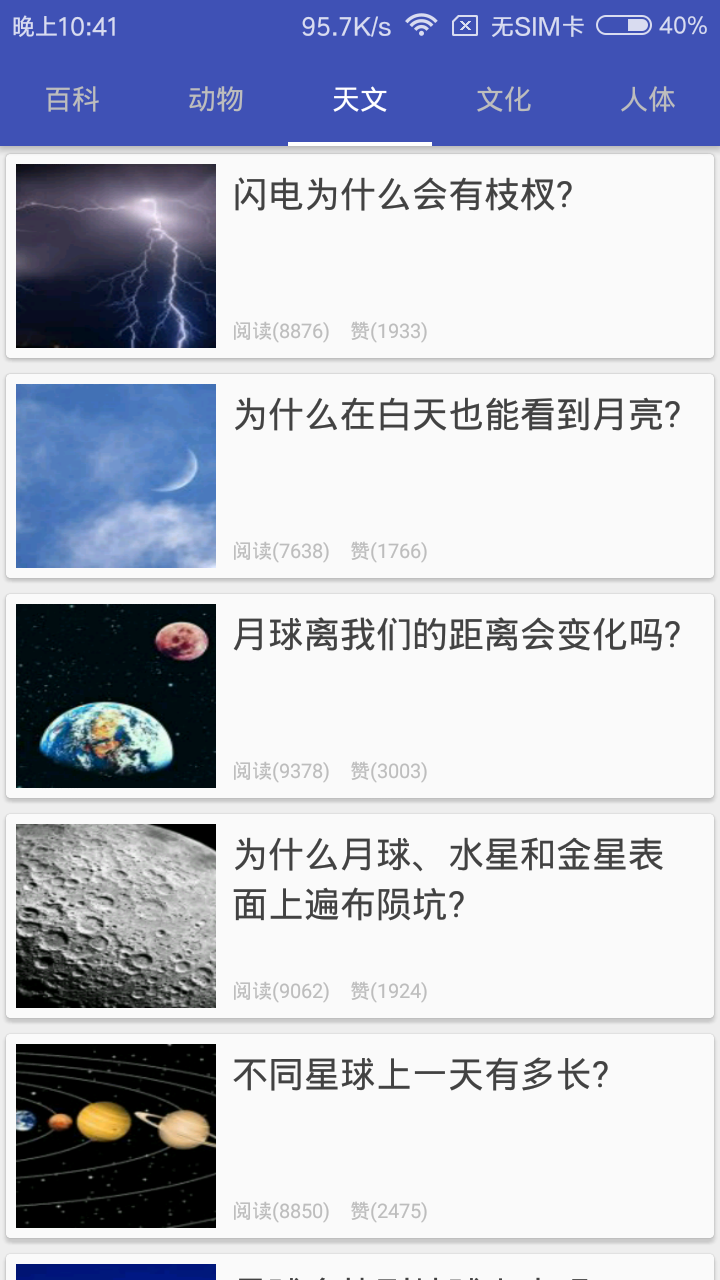 晚上10:41 95.7K/s 无SIM卡 40%
百科 动物 天文 文化 人体
闪电为什么会有枝杈?
阅读(8876) 赞(1933)
为什么在白天也能看到月亮?
阅读(7638) 赞(1766)
月球离我们的距离会变化吗?
阅读(9378) 赞(3003)
为什么月球、水星和金星表
面上遍布陨坑?
阅读(9062) 赞(1924)
不同星球上一天有多长?
阅读(8850) 赞(2475)